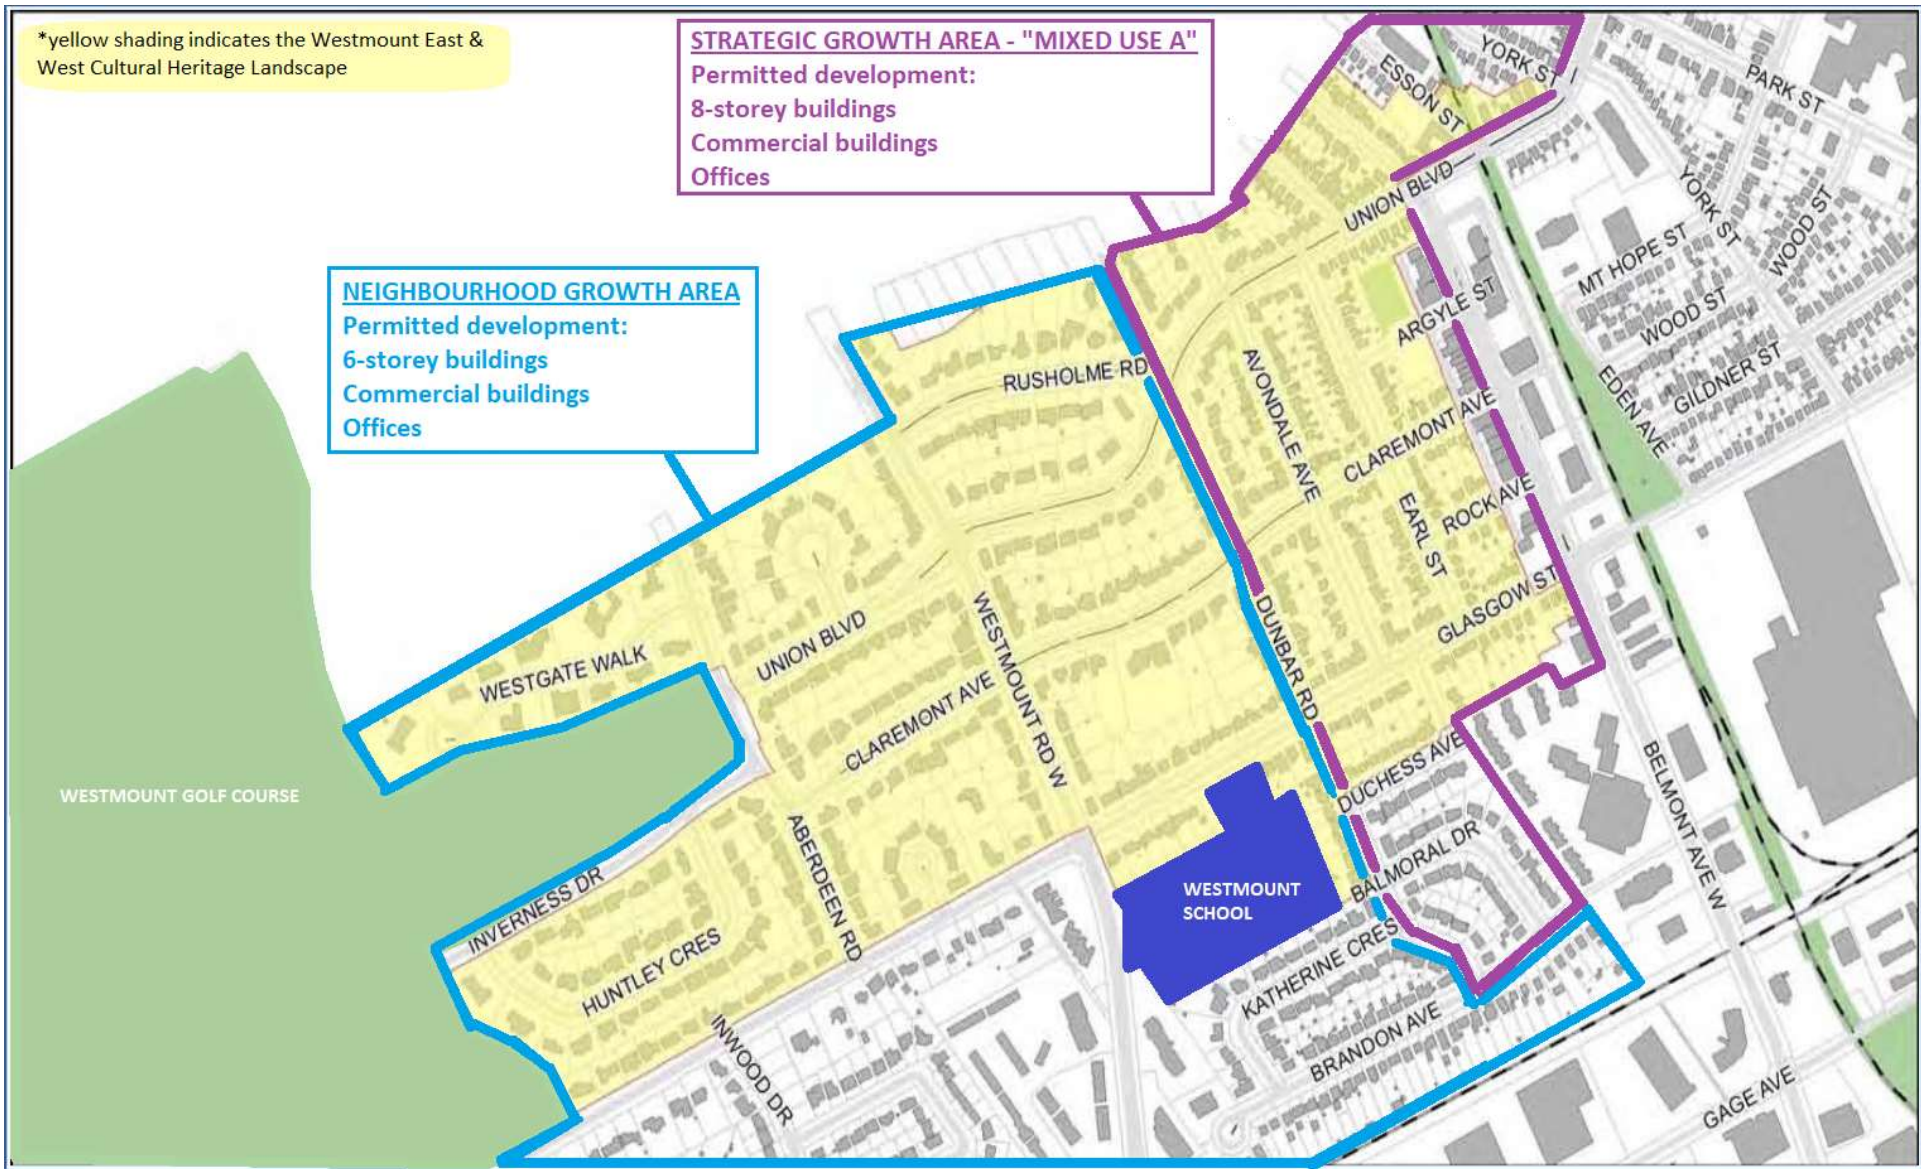 *yellow shading indicates the Westmount East &
West Cultural Heritage Landscape
STRATEGIC GROWTH AREA - "MIXED USE A"
Permitted development:
8-storey buildings
Commercial buildings
Offices
NEIGHBOURHOOD GROWTH AREA
Permitted development:
6-storey buildings
Commercial buildings
Offices
YORK ST
ESSON ST
PARK ST
UNION BLVD
YORK ST
WOOD ST
MT HOPE ST
WOOD ST
ARGYLE ST
GILDNER ST
EDEN AVE
RUSHOLME RD
AVONDALE AVE
CLAREMONT AVE
EARL ST
ROCK AVE
GLASGOW ST
DUNBAR RD
WESTMOUNT RD W
UNION BLVD
WESTGATE WALK
CLAREMONT AVE
WESTMOUNT GOLF COURSE
DUCHESS AVE
BELMONT AVE W
BALMORAL DR
WESTMOUNT
SCHOOL
ABERDEEN RD
INVERNESS DR
HUNTLEY CRES
KATHERINE CRES
BRANDON AVE
INWOOD DR
GAGE AVE